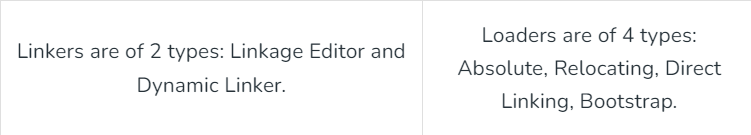 Linkers are of 2 types: Linkage Editor and
Dynamic Linker.
Loaders are of 4 types:
Absolute, Relocating, Direct
Linking, Bootstrap.